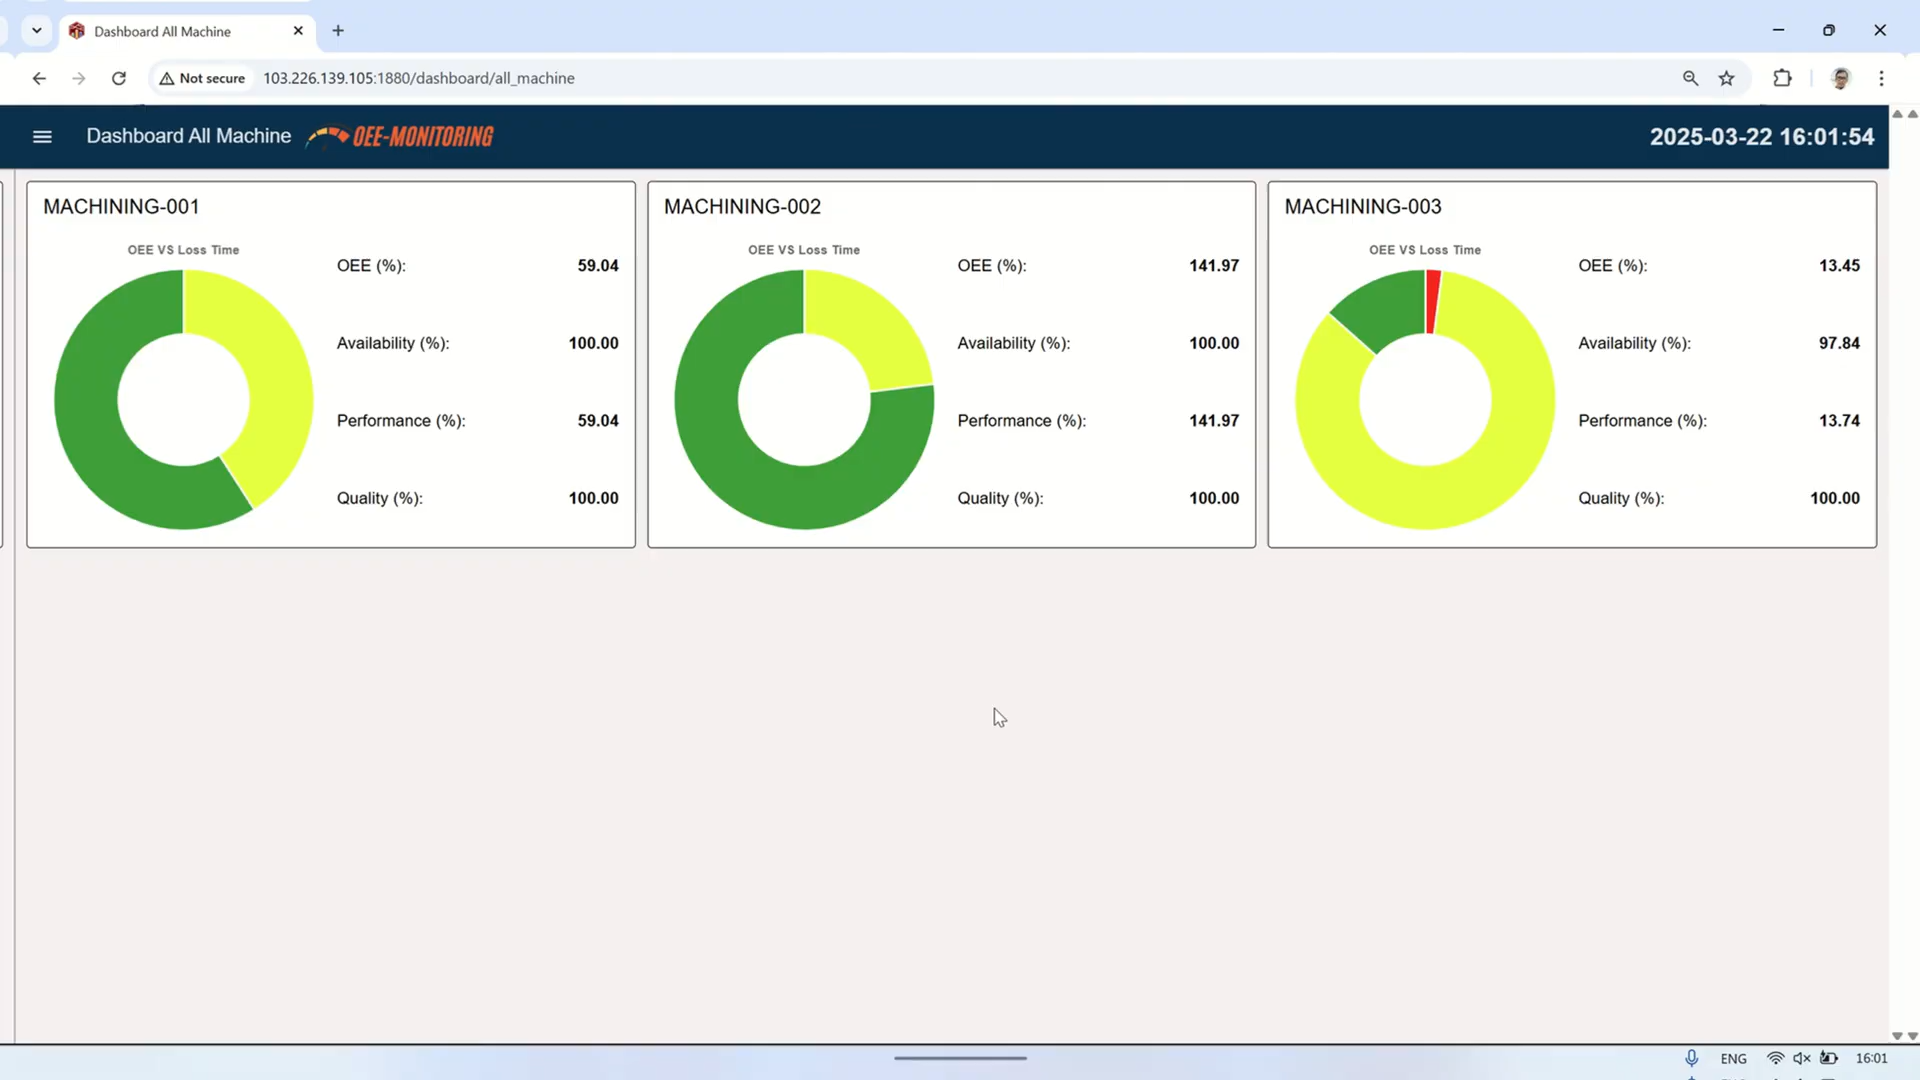 Dashboard All Machine
Not secure
103.226.139.105:1880/dashboard/all_machine
Dashboard All Machine
OEE-MONITORING
2025-03-22 16:01:54
MACHINING-001
OEE VS Loss Time
OEE (%): 59.04
Availability (%): 100.00
Performance (%): 59.04
Quality (%): 100.00
MACHINING-002
OEE VS Loss Time
OEE (%): 141.97
Availability (%): 100.00
Performance (%): 141.97
Quality (%): 100.00
MACHINING-003
OEE VS Loss Time
OEE (%): 13.45
Availability (%): 97.84
Performance (%): 13.74
Quality (%): 100.00
ENG
16:01